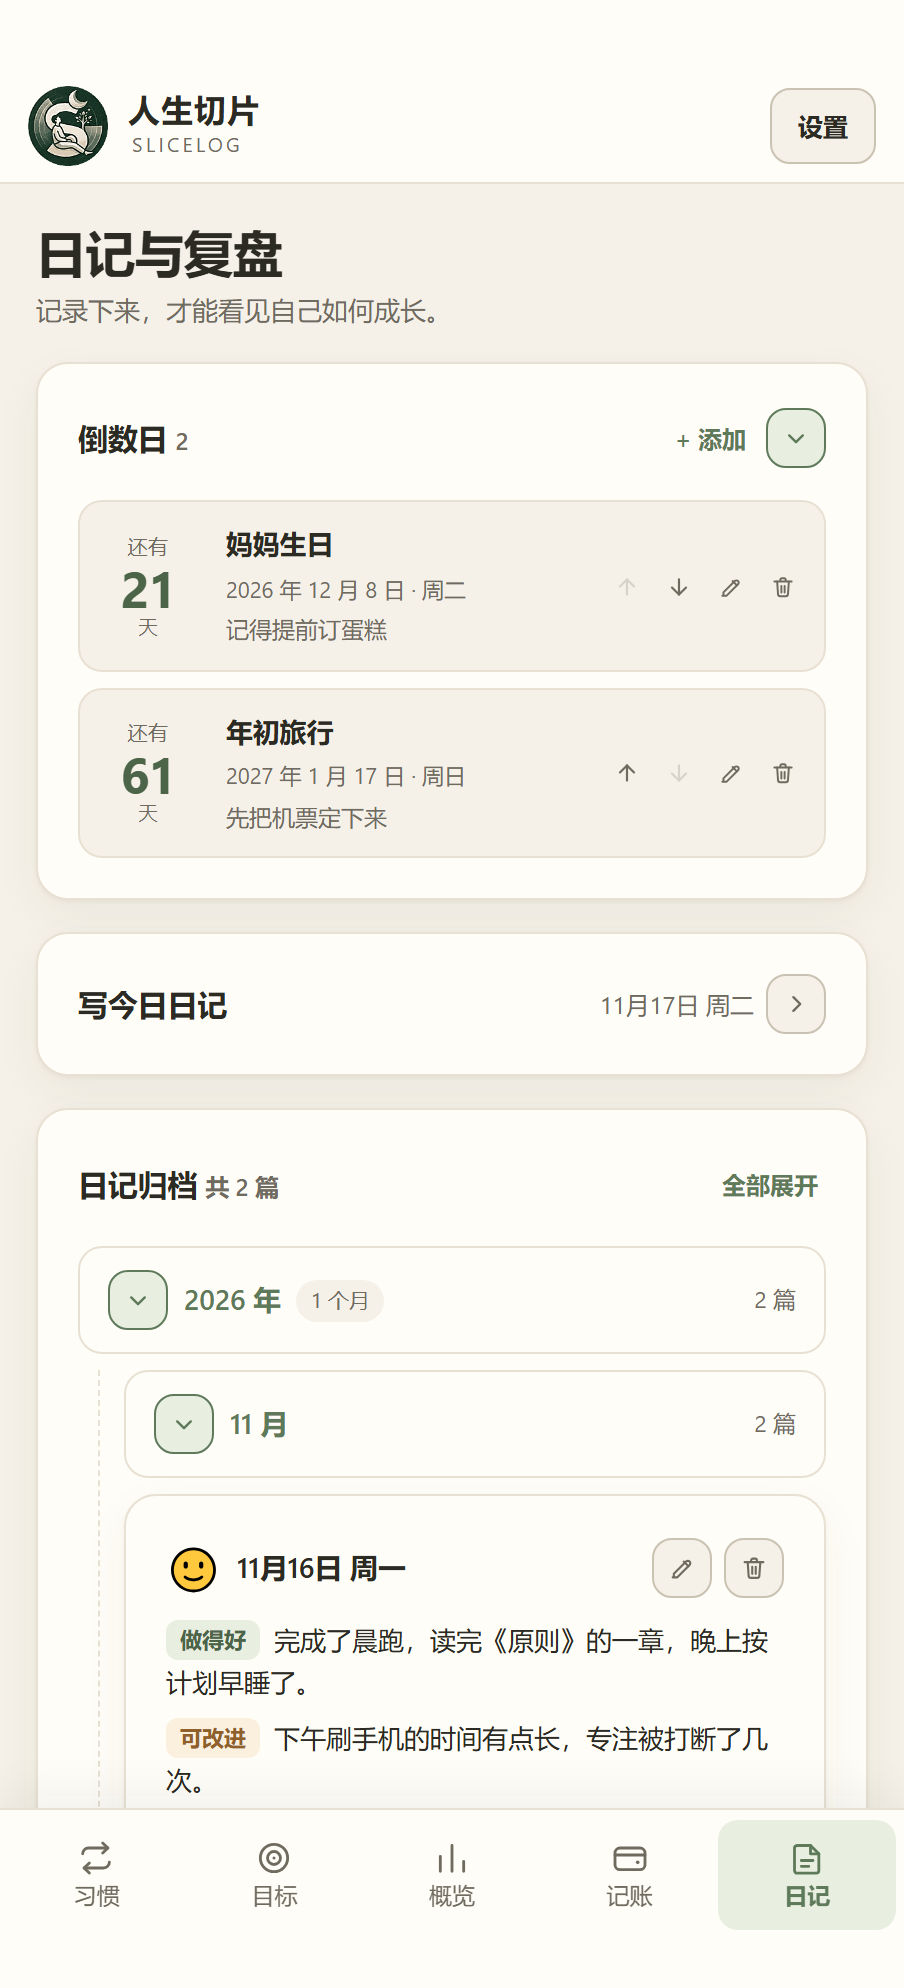 人生切片
SLICELOG
设置
日记与复盘
记录下来，才能看见自己如何成长。
倒数日 2
+ 添加
还有
21
天
妈妈生日
2026 年 12 月 8 日 · 周二
记得提前订蛋糕
还有
61
天
年初旅行
2027 年 1 月 17 日 · 周日
先把机票定下来
写今日日记
11月17日 周二
日记归档 共 2 篇
全部展开
2026 年 1 个月
2 篇
11 月
2 篇
11月16日 周一
做得好 完成了晨跑，读完《原则》的一章，晚上按
计划早睡了。
可改进 下午刷手机的时间有点长，专注被打断了几
次。
习惯
目标
概览
记账
日记